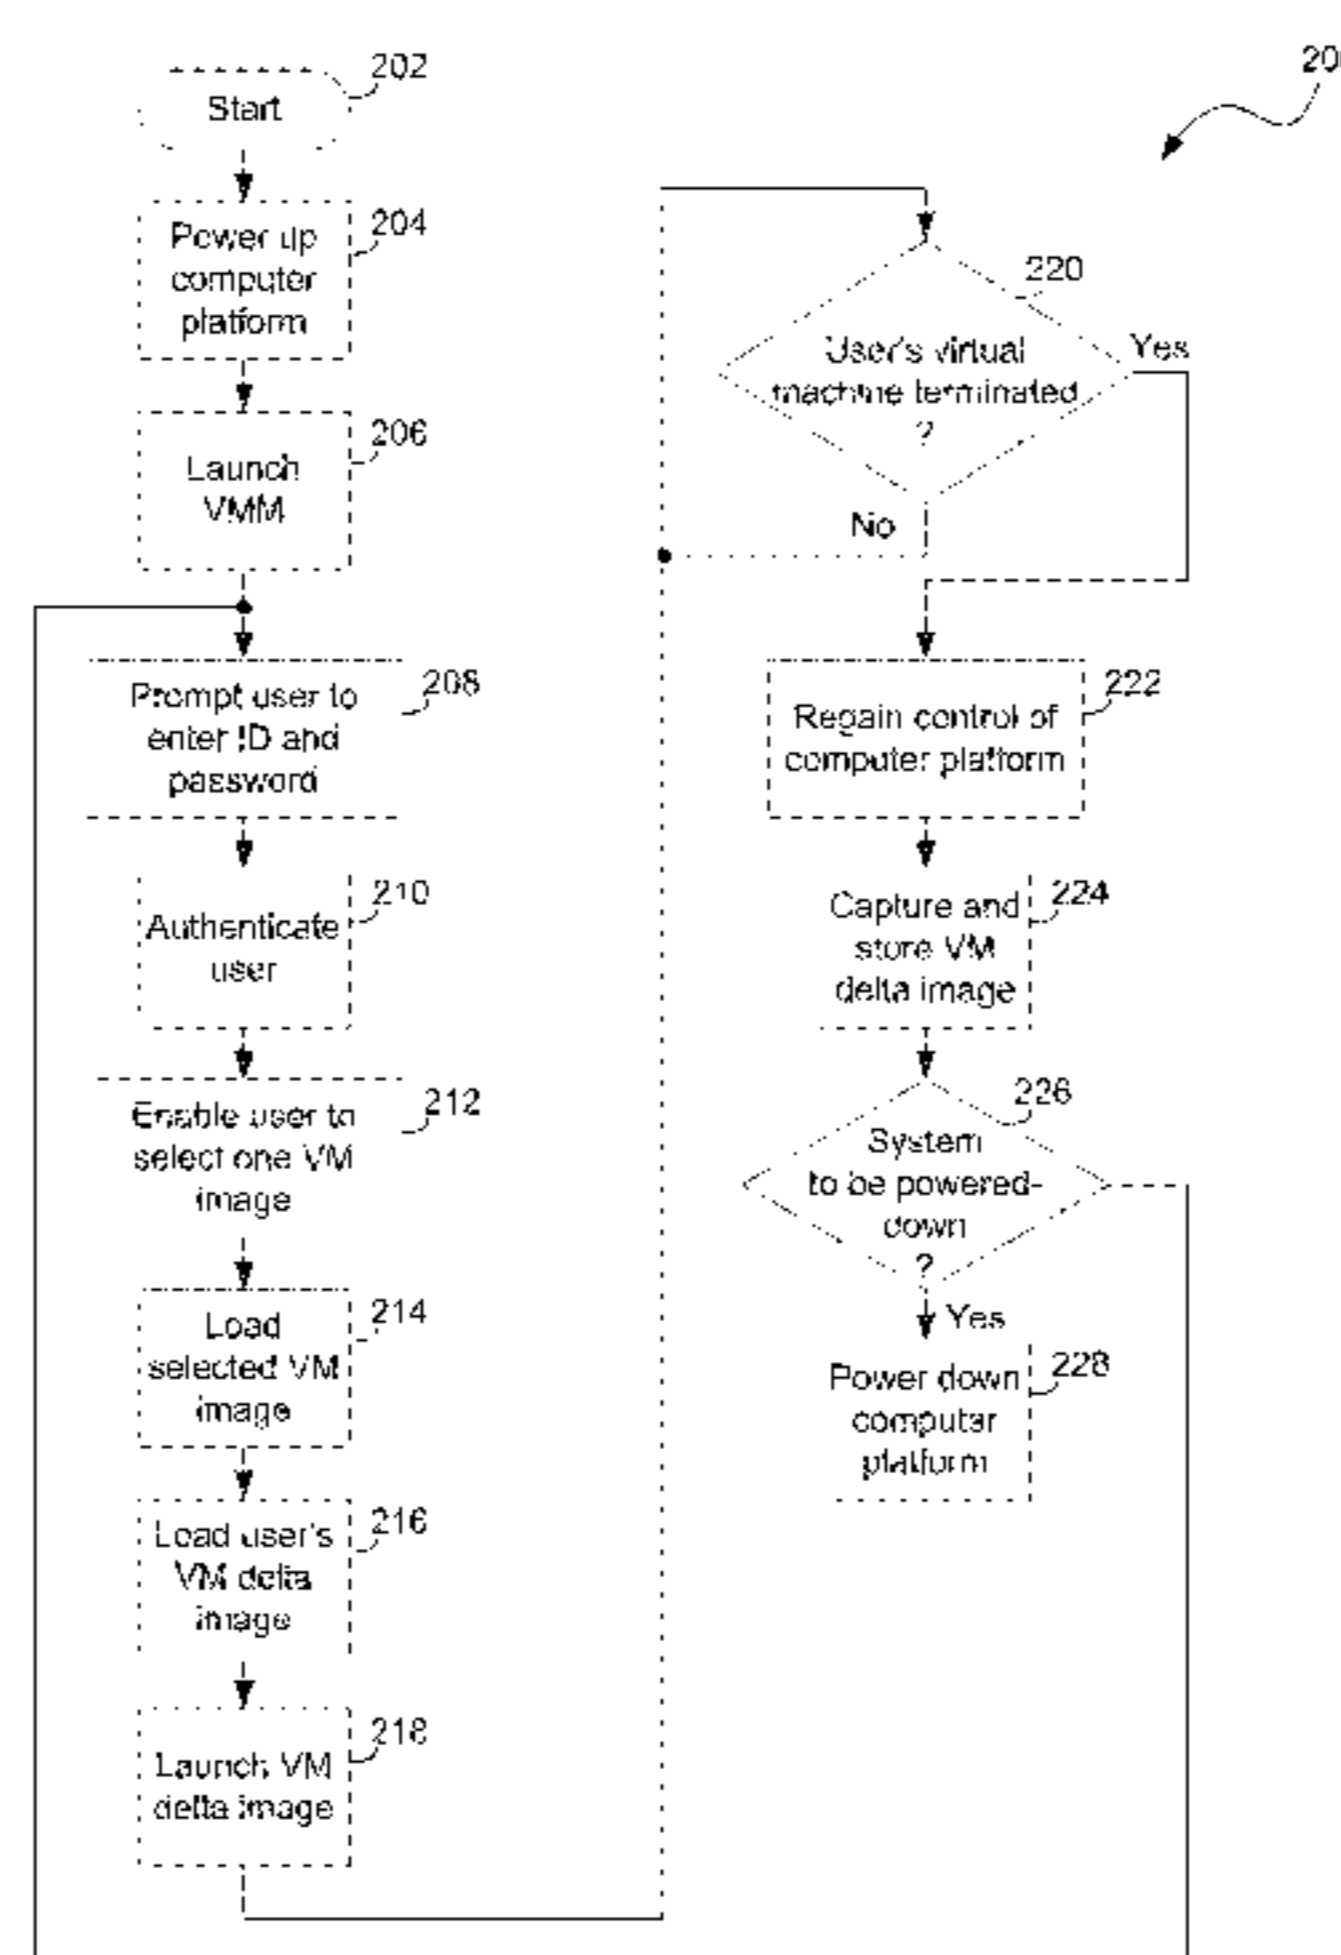 202
Start
204
Power up
computer
platform
206
Launch
VMM
208
Prompt user to
enter ID and
password
210
Authenticate
user
212
Enable user to
select one VM
image
214
Load
selected VM
image
216
Load user's
VM delta
image
218
Launch VM
delta image
20
220
User's virtual
machine terminated
?
Yes
No
222
Regain control of
computer platform
224
Capture and
store VM
delta image
226
System
to be powered-
down
?
Yes
228
Power down
computer
platform